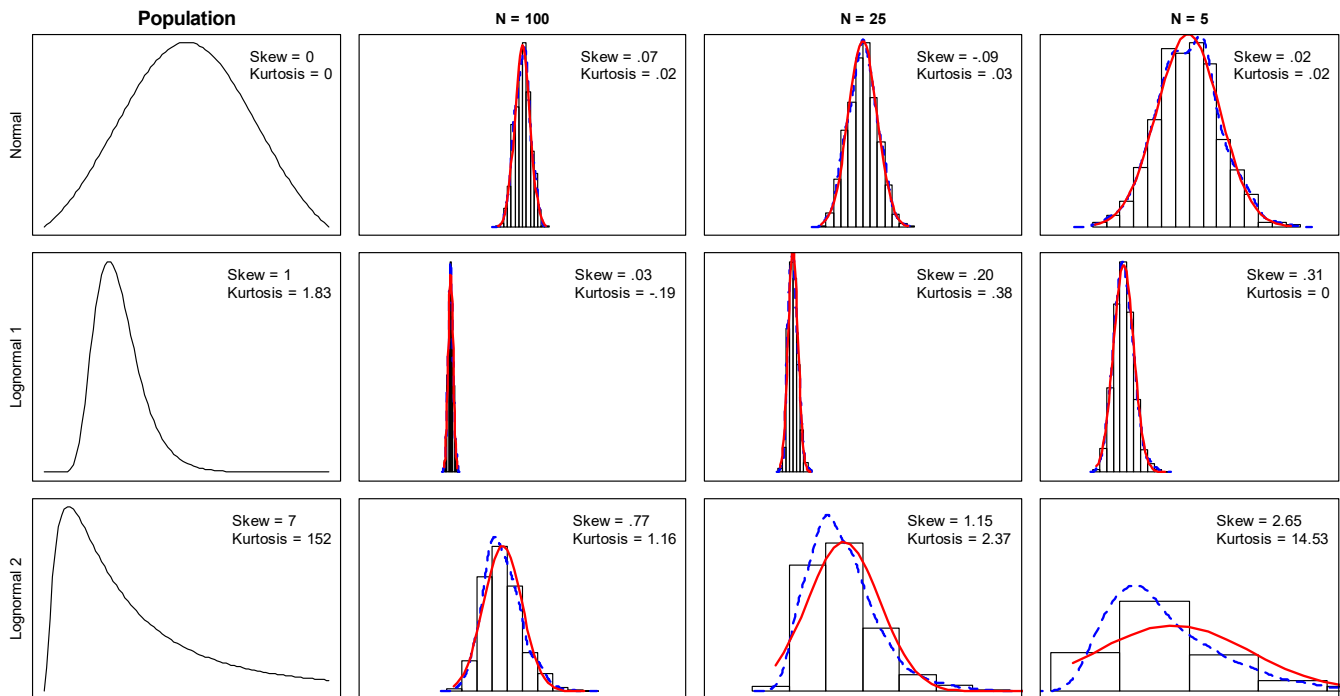 Population
N = 100
N = 25
N = 5
Normal
Skew = 0
Kurtosis = 0
Skew = .07
Kurtosis = .02
Skew = -.09
Kurtosis = .03
Skew = .02
Kurtosis = .02
Lognormal 1
Skew = 1
Kurtosis = 1.83
Skew = .03
Kurtosis = -.19
Skew = .20
Kurtosis = .38
Skew = .31
Kurtosis = 0
Lognormal 2
Skew = 7
Kurtosis = 152
Skew = .77
Kurtosis = 1.16
Skew = 1.15
Kurtosis = 2.37
Skew = 2.65
Kurtosis = 14.53